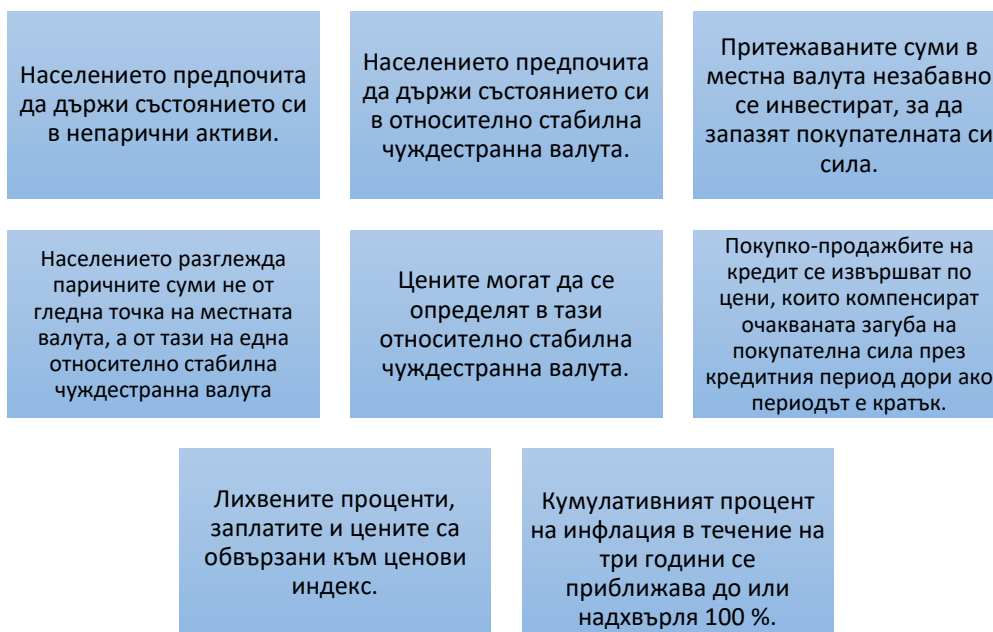 Населението предпочита
да държи състоянието си
в непарични активи.
Населението предпочита
да държи състоянието си
в относително стабилна
чуждестранна валута.
Притежаваните суми в
местна валута незабавно
се инвестират, за да
запазят покупателната си
сила.
Населението разглежда
паричните суми не от
гледна точка на местната
валута, а от тази на една
относително стабилна
чуждестранна валута
Цените могат да се
определят в тази
относително стабилна
чуждестранна валута.
Покупко-продажбите на
кредит се извършват по
цени, които компенсират
очакваната загуба на
покупателна сила през
кредитния период дори ако
периодът е кратък.
Лихвените проценти,
заплатите и цените са
обвързани към ценови
индекс.
Кумулативният процент
на инфлация в течение на
три години се
приближава до или
надхвърля 100 %.